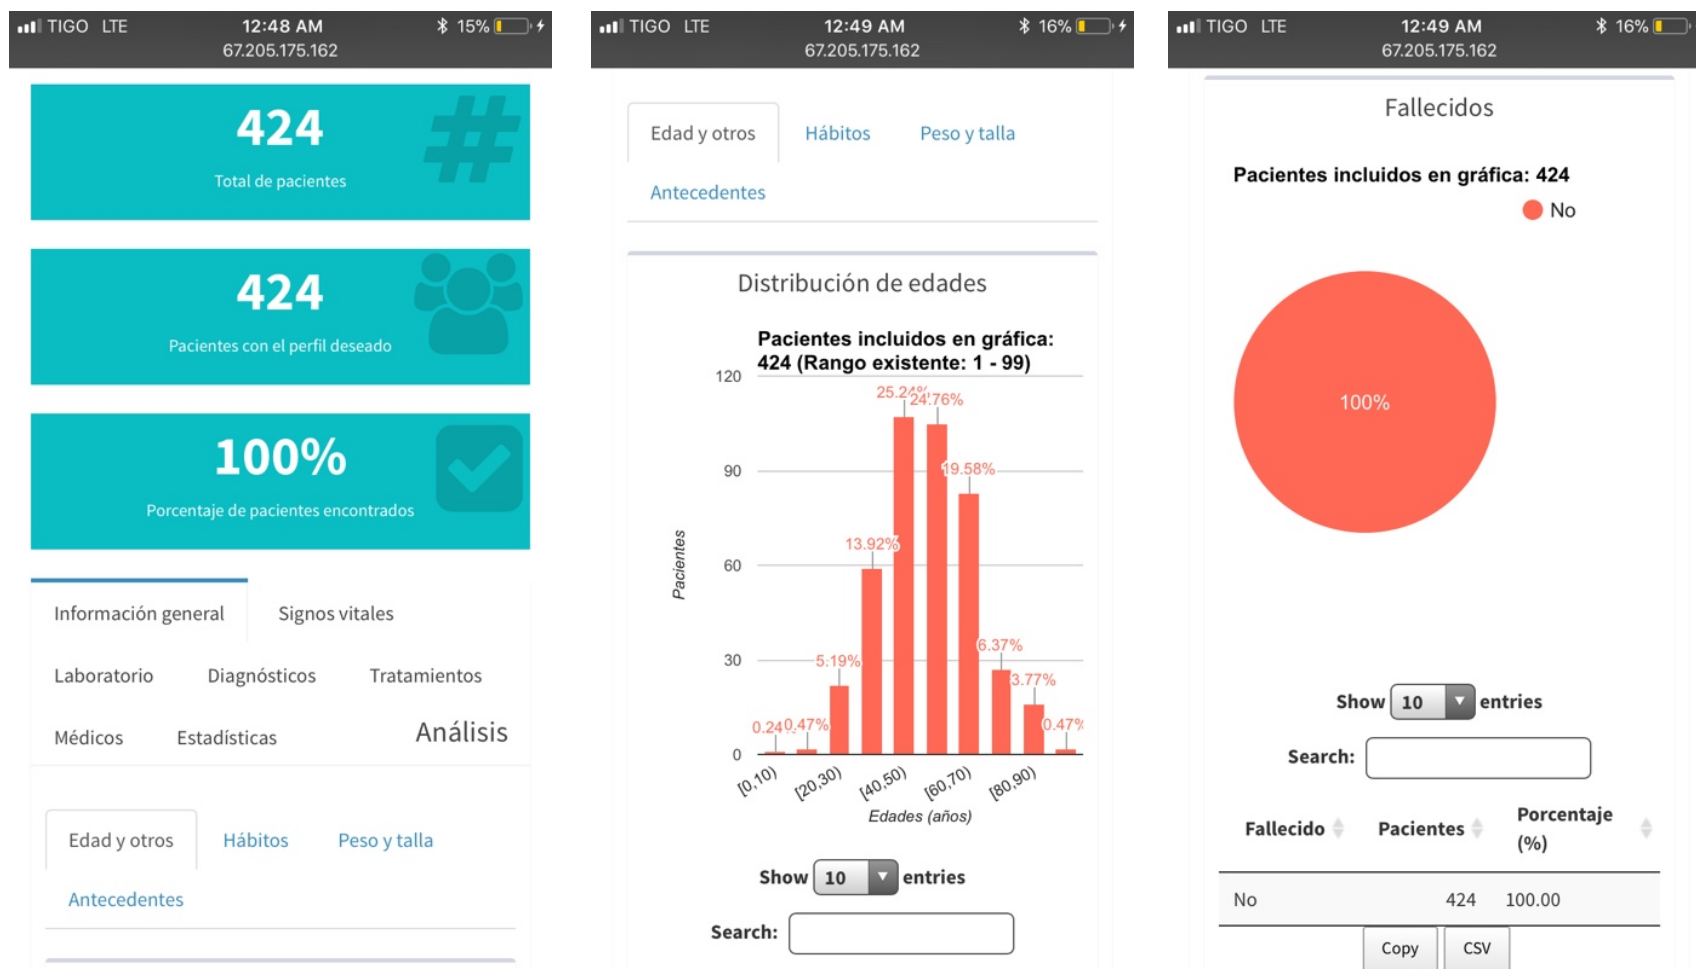 TIGO LTE 12:48 AM 15%
67.205.175.162
424
Total de pacientes
424
Pacientes con el perfil deseado
100%
Porcentaje de pacientes encontrados
Información general Signos vitales
Laboratorio Diagnósticos Tratamientos
Médicos Estadísticas Análisis
Edad y otros Hábitos Peso y talla
Antecedentes
TIGO LTE 12:49 AM 16%
67.205.175.162
Edad y otros Hábitos Peso y talla
Antecedentes
Distribución de edades
Pacientes incluidos en gráfica:
424 (Rango existente: 1 - 99)
120
90
60
30
0
Pacientes
0.24
0.47%
5.19%
13.92%
25.24%
24.76%
19.58%
6.37%
3.77%
0.47%
[0,10) [20,30) [40,50) [60,70) [80,90)
Edades (años)
Show 10 entries
Search:
TIGO LTE 12:49 AM 16%
67.205.175.162
Fallecidos
Pacientes incluidos en gráfica: 424
No
100%
Show 10 entries
Search:
Fallecido Pacientes Porcentaje
(%)
No 424 100.00
Copy CSV